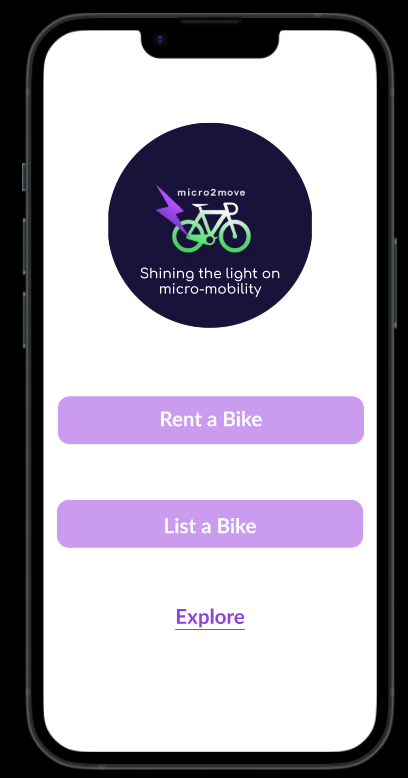 micro2move
Shining the light on
micro-mobility
Rent a Bike
List a Bike
Explore